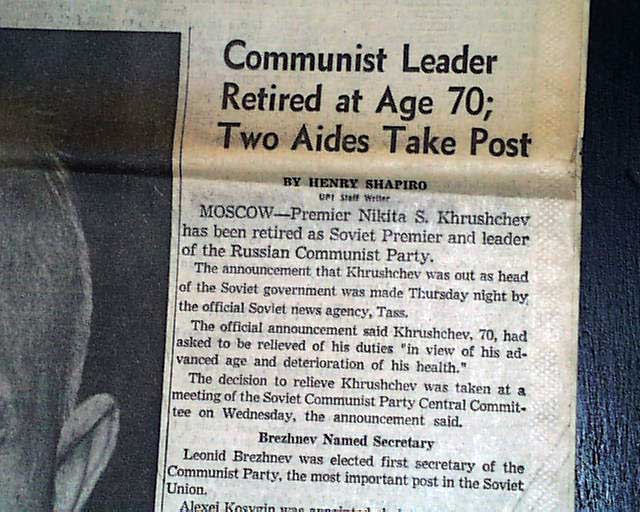 Communist Leader
Retired at Age 70;
Two Aides Take Post
BY HENRY SHAPIRO
UPI Staff Writer
MOSCOW—Premier Nikita S. Khrushchev
has been retired as Soviet Premier and leader
of the Russian Communist Party.
The announcement that Khrushchev was out as head
of the Soviet government was made Thursday night by
the official Soviet news agency, Tass.
The official announcement said Khrushchev, 70, had
asked to be relieved of his duties "in view of his ad-
vanced age and deterioration of his health."
The decision to relieve Khrushchev was taken at a
meeting of the Soviet Communist Party Central Commit-
tee on Wednesday, the announcement said.
Brezhnev Named Secretary
Leonid Brezhnev was elected first secretary of the
Communist Party, the most important post in the Soviet
Union.
Alexei Kosygin was appointed